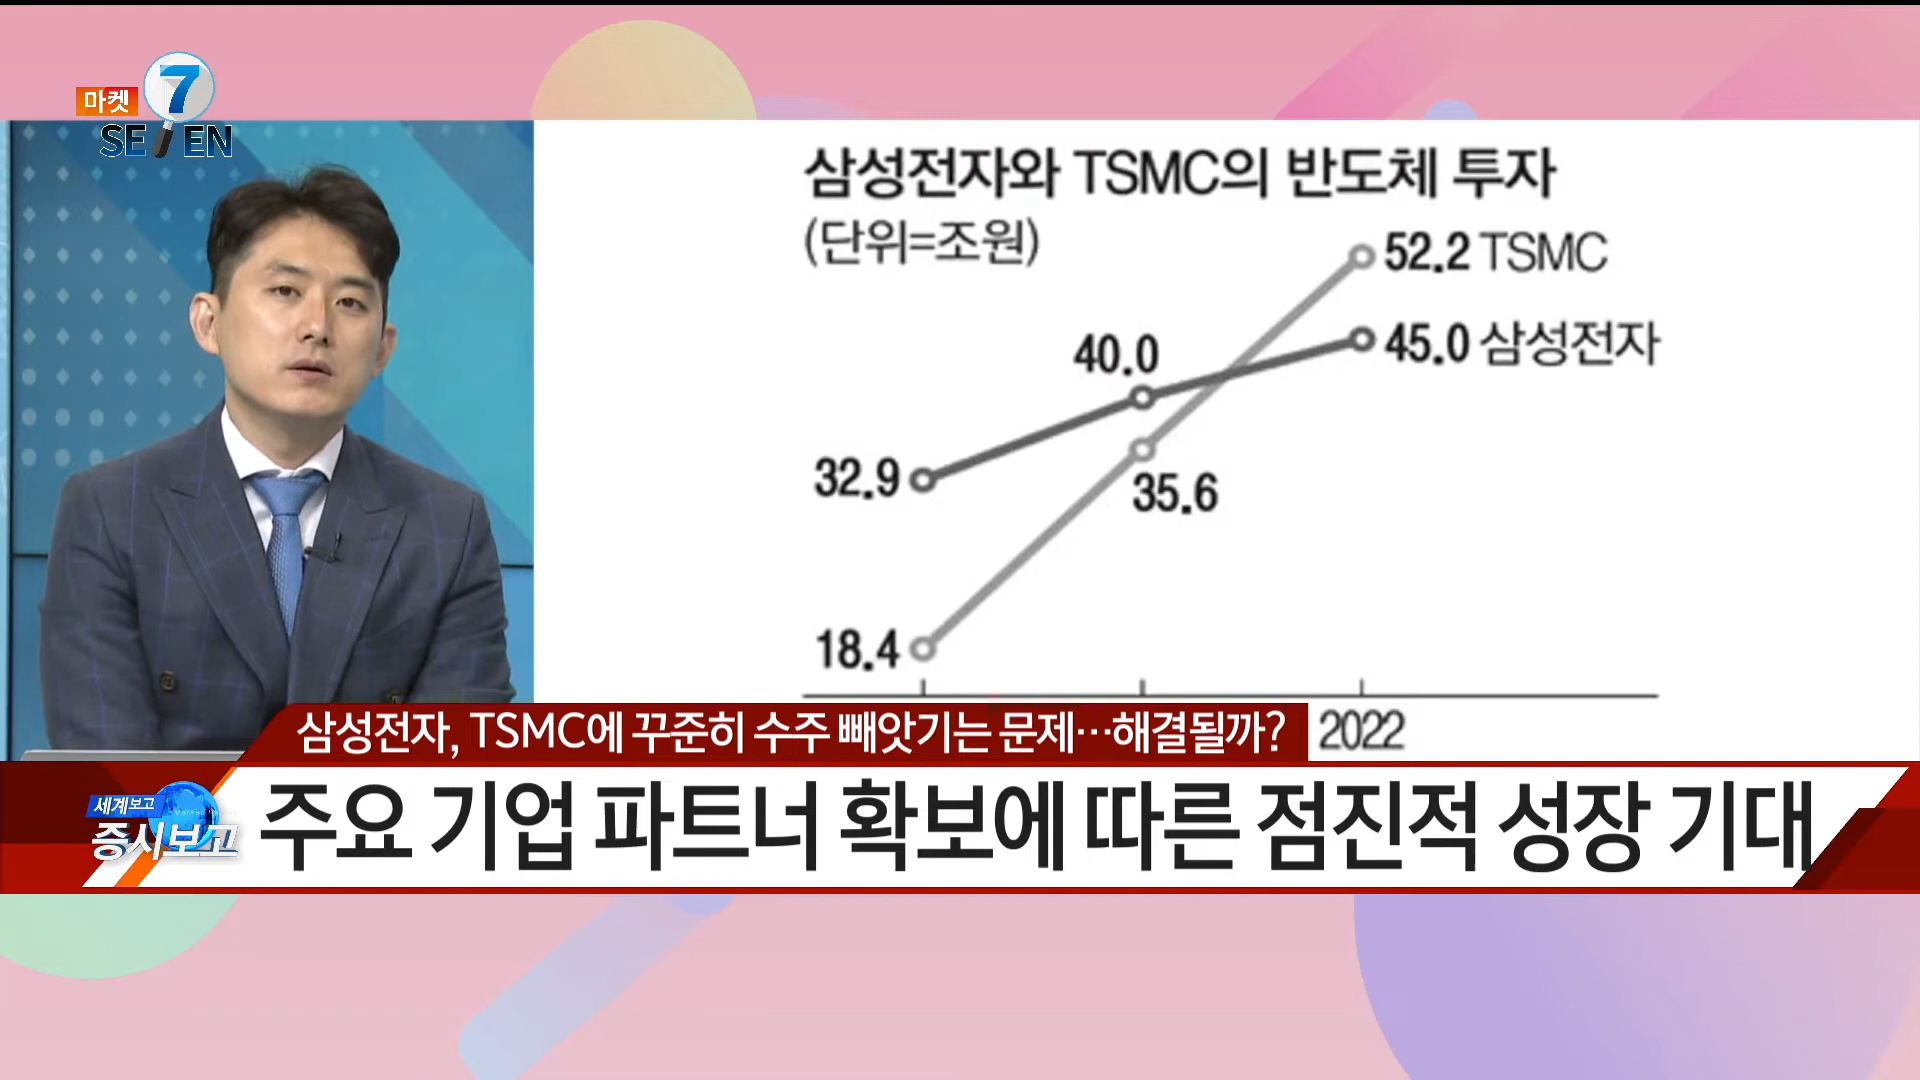 마켓
7
SE EN
삼성전자와 TSMC의 반도체 투자
(단위=조원)
52.2 TSMC
45.0 삼성전자
40.0
32.9
35.6
18.4
2022
삼성전자, TSMC에 꾸준히 수주 빼앗기는 문제…해결될까?
세계보고
증시보고
주요 기업 파트너 확보에 따른 점진적 성장 기대